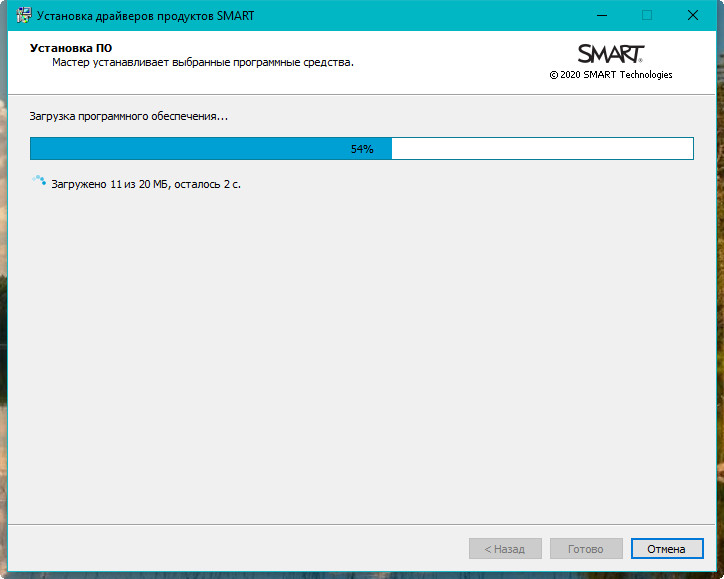 Установка драйверов продуктов SMART
Установка ПО
Мастер устанавливает выбранные программные средства.
SMART®
© 2020 SMART Technologies
Загрузка программного обеспечения...
54%
Загружено 11 из 20 МБ, осталось 2 с.
< Назад
Готово
Отмена